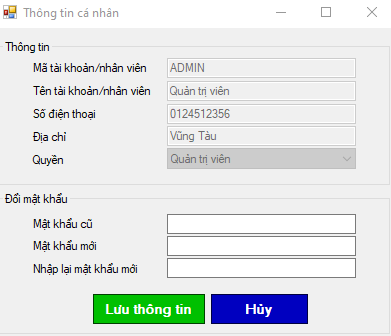 Thông tin cá nhân
Thông tin
Mã tài khoản/nhân viên ADMIN
Tên tài khoản/nhân viên Quản trị viên
Số điện thoại 0124512356
Địa chỉ Vũng Tàu
Quyền Quản trị viên
Đổi mật khẩu
Mật khẩu cũ
Mật khẩu mới
Nhập lại mật khẩu mới
Lưu thông tin Hủy